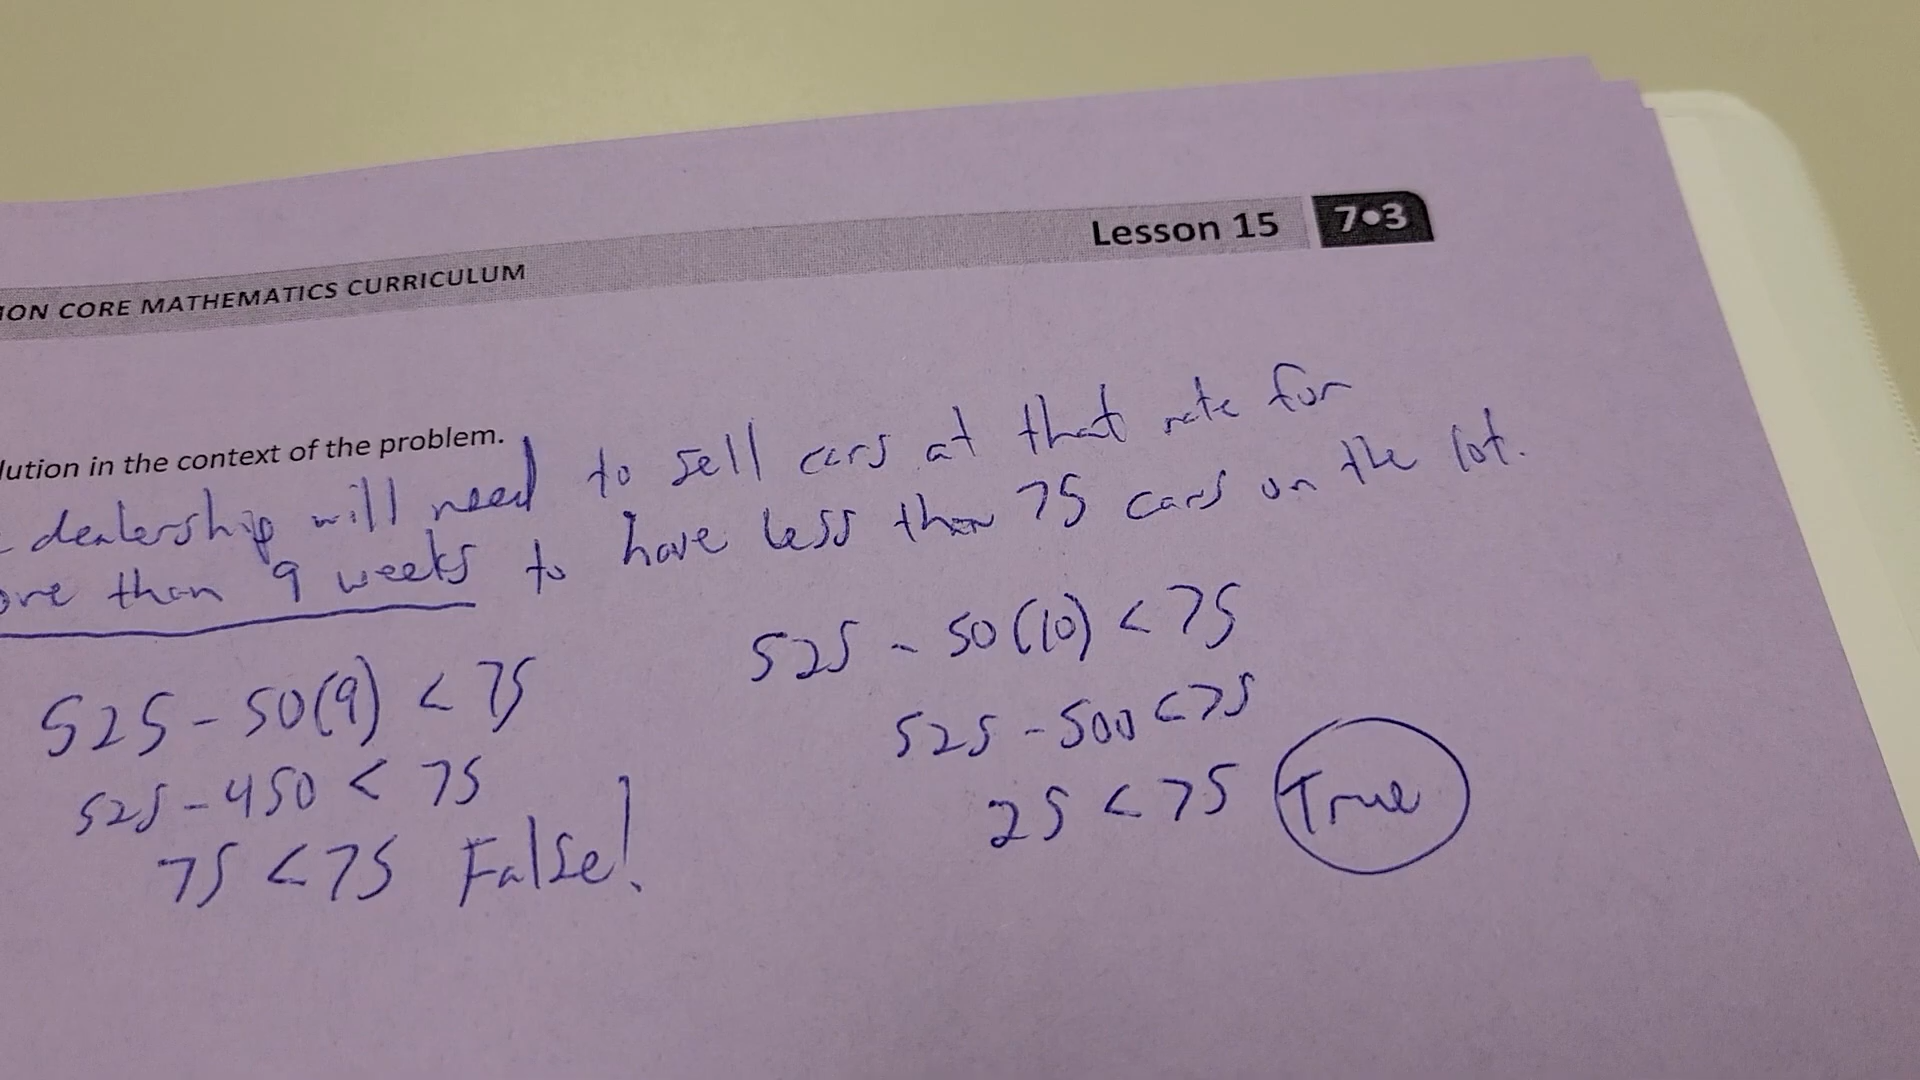 Lesson 15 7•3
ION CORE MATHEMATICS CURRICULUM
lution in the context of the problem.
dealership will need to sell cars at that rate for
ore than 9 weeks to have less than 75 cars on the lot.
525 - 50(9) < 75
525 - 450 < 75
75 < 75 False!
525 - 50(10) < 75
525 - 500 < 75
25 < 75 True